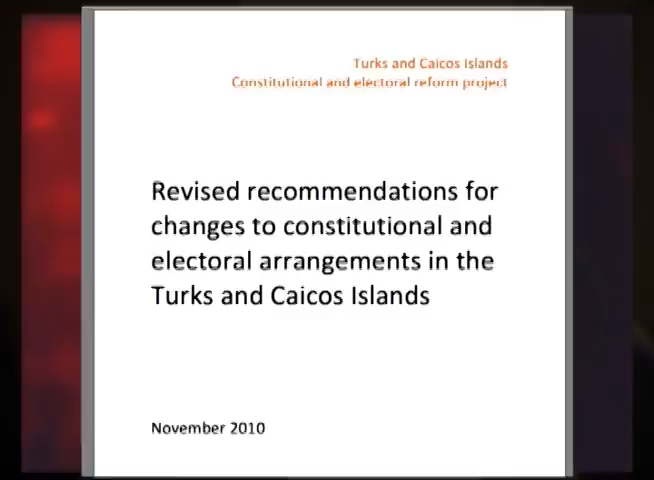 Turks and Caicos Islands
Constitutional and electoral reform project
Revised recommendations for
changes to constitutional and
electoral arrangements in the
Turks and Caicos Islands
November 2010